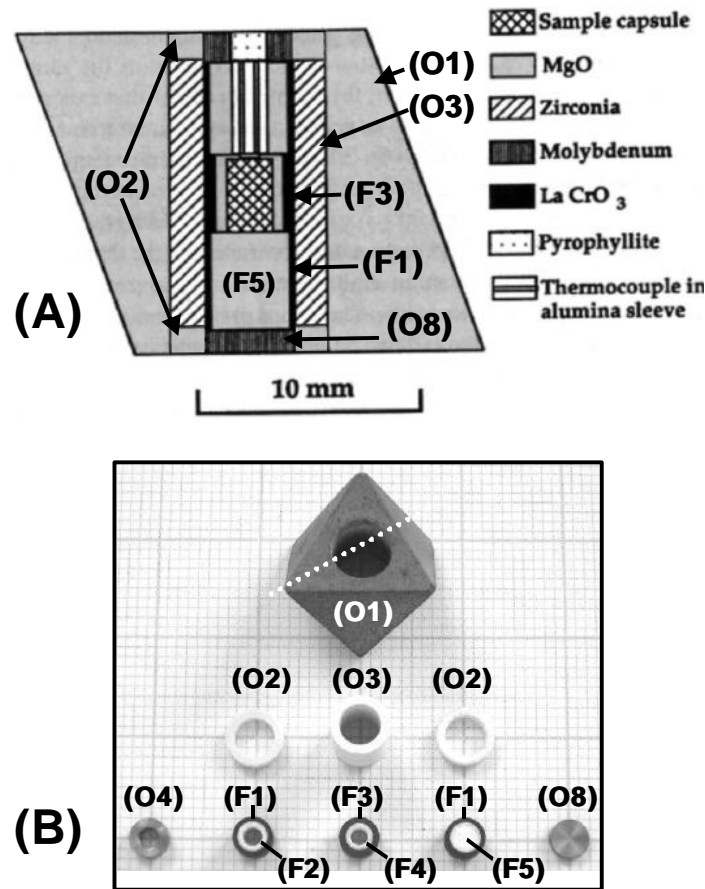 Sample capsule
(O1)
MgO
(O3)
Zirconia
Molybdenum
(O2)
(F3)
La CrO 3
(F1)
Pyrophyllite
(F5)
Thermocouple in
alumina sleeve
(A)
(O8)
10 mm
(O1)
(O2) (O3) (O2)
(O4) (F1) (F3) (F1) (O8)
(B)
(F2) (F4) (F5)